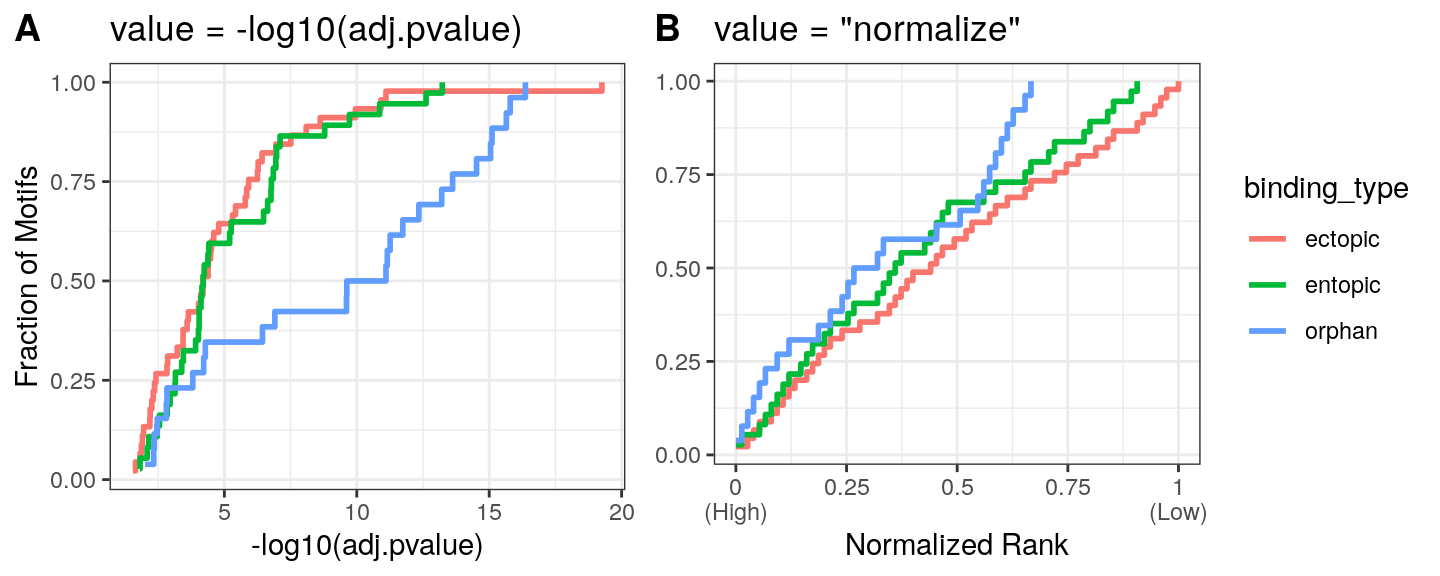 A
value = -log10(adj.pvalue)
Fraction of Motifs
1.00
0.75
0.50
0.25
0.00
5
10
15
20
-log10(adj.pvalue)
B
value = "normalize"
1.00
0.75
0.50
0.25
0.00
0
(High)
0.25
0.5
0.75
1
(Low)
Normalized Rank
binding_type
ectopic
entopic
orphan